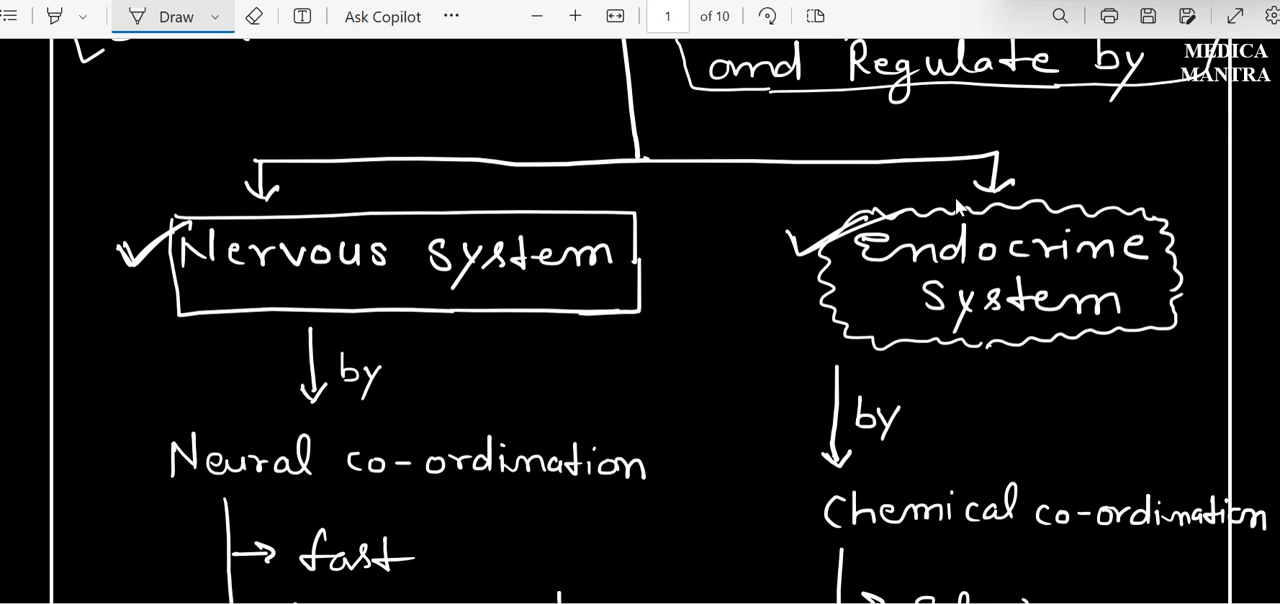 Draw
Ask Copilot
1 of 10
MEDICA
MANTRA
and Regulate by
Nervous system
Endocrine
System
by
by
Neural co-ordination
Chemical co-ordination
fast